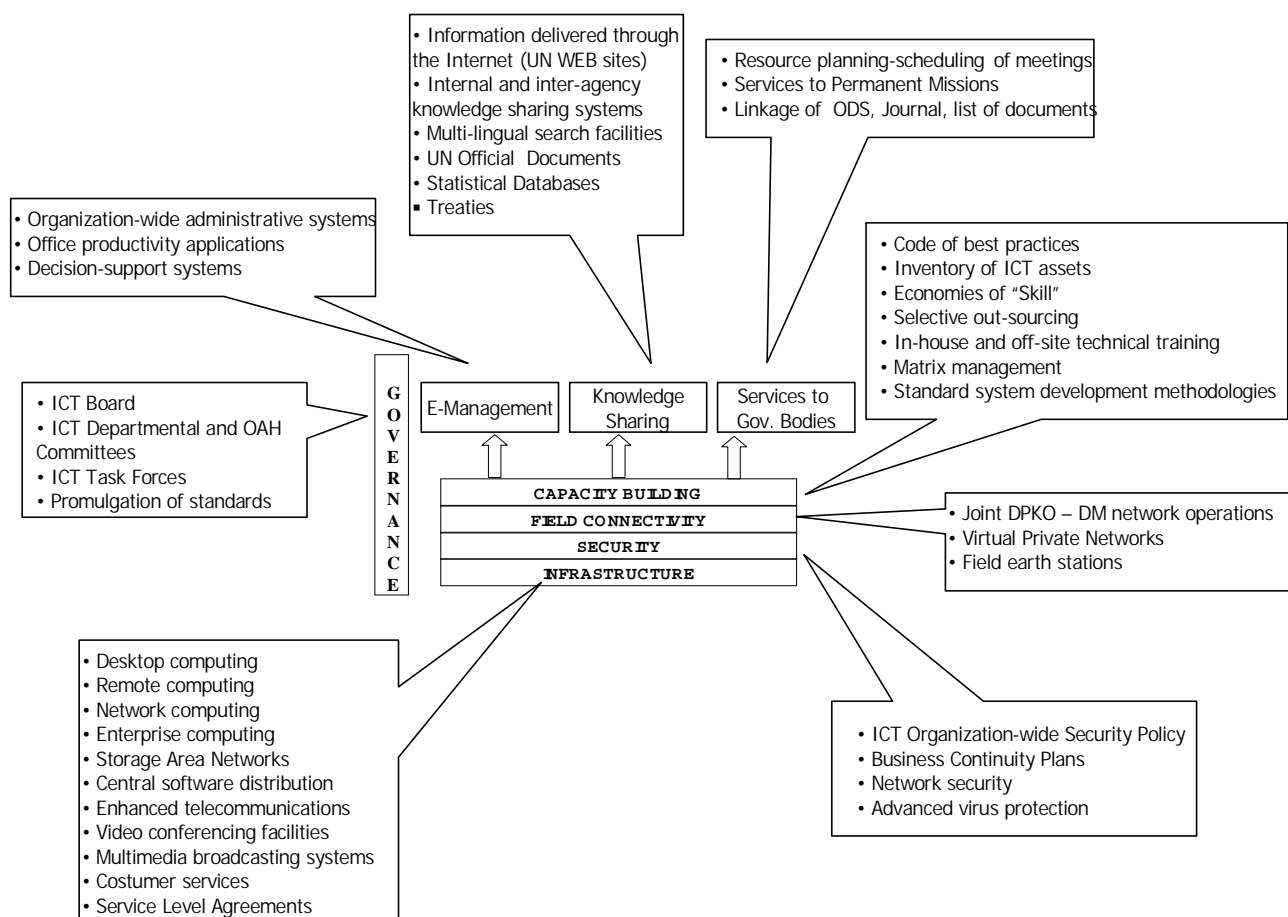 • Information delivered through
the Internet (UN WEB sites)
• Internal and inter-agency
knowledge sharing systems
• Multi-lingual search facilities
• UN Official Documents
• Statistical Databases
▪ Treaties
• Resource planning-scheduling of meetings
• Services to Permanent Missions
• Linkage of ODS, Journal, list of documents
• Organization-wide administrative systems
• Office productivity applications
• Decision-support systems
• Code of best practices
• Inventory of ICT assets
• Economies of “Skill”
• Selective out-sourcing
• In-house and off-site technical training
• Matrix management
• Standard system development methodologies
• ICT Board
• ICT Departmental and OAH
Committees
• ICT Task Forces
• Promulgation of standards
GOVERNANCE
E-Management
Knowledge
Sharing
Services to
Gov. Bodies
CAPACITY BUILDING
FIELD CONNECTIVITY
SECURITY
INFRASTRUCTURE
• Joint DPKO – DM network operations
• Virtual Private Networks
• Field earth stations
• Desktop computing
• Remote computing
• Network computing
• Enterprise computing
• Storage Area Networks
• Central software distribution
• Enhanced telecommunications
• Video conferencing facilities
• Multimedia broadcasting systems
• Costumer services
• Service Level Agreements
• ICT Organization-wide Security Policy
• Business Continuity Plans
• Network security
• Advanced virus protection